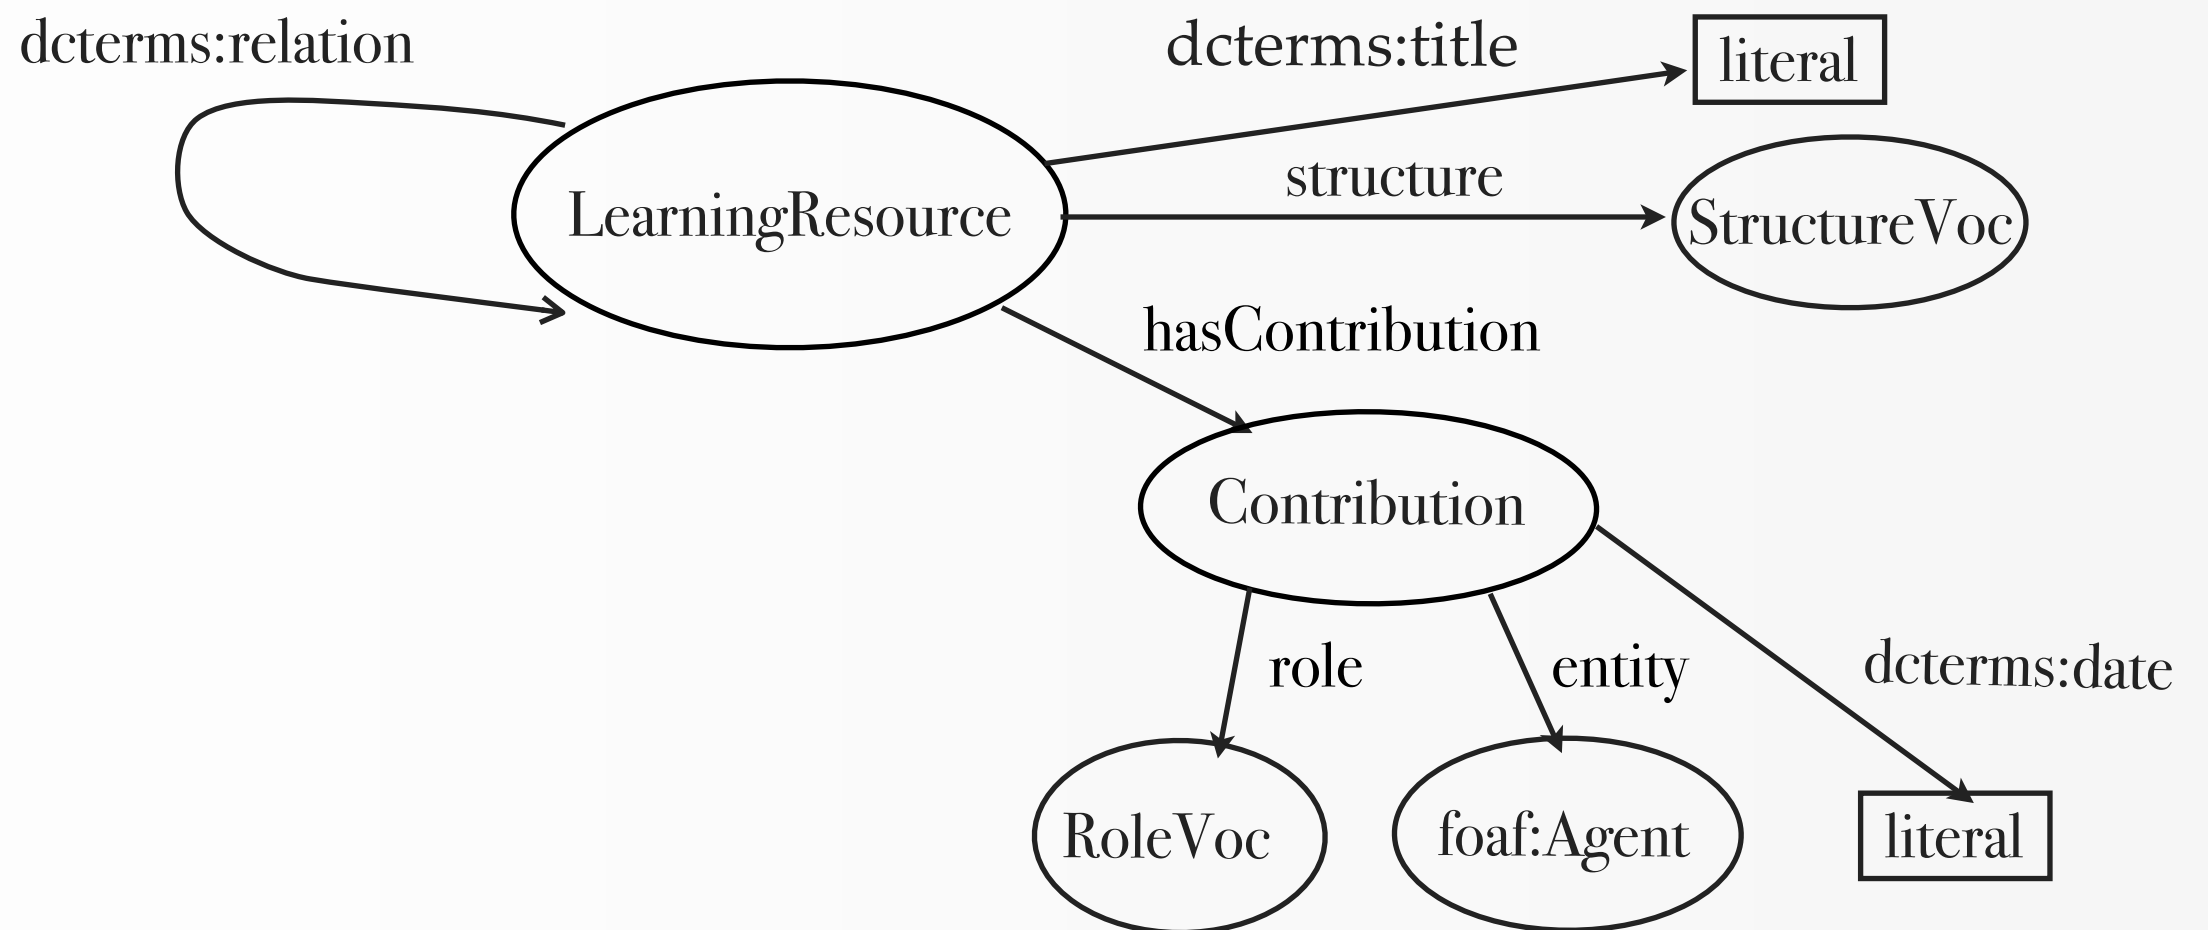 dcterms:relation
dcterms:title
literal
structure
LearningResource
StructureVoc
hasContribution
Contribution
role
entity
dcterms:date
RoleVoc
foaf:Agent
literal